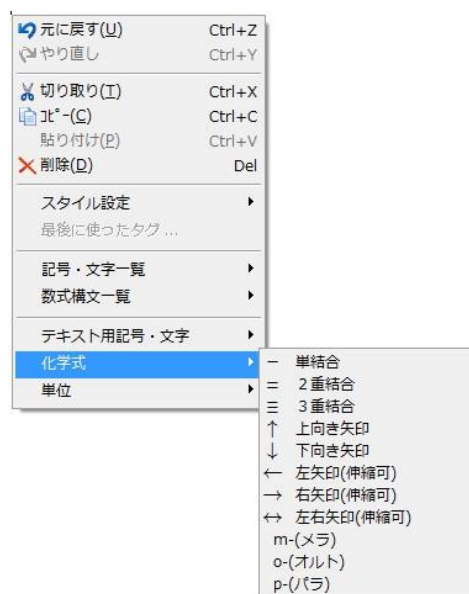 元に戻す(U) Ctrl+Z
やり直し Ctrl+Y
切り取り(T) Ctrl+X
ｺﾋﾟｰ(C) Ctrl+C
貼り付け(P) Ctrl+V
削除(D) Del
スタイル設定
最後に使ったタグ ...
記号・文字一覧
数式構文一覧
テキスト用記号・文字
化学式
単位
－ 単結合
＝ ２重結合
≡ ３重結合
↑ 上向き矢印
↓ 下向き矢印
← 左矢印(伸縮可)
→ 右矢印(伸縮可)
↔ 左右矢印(伸縮可)
m-(メラ)
o-(オルト)
p-(パラ)